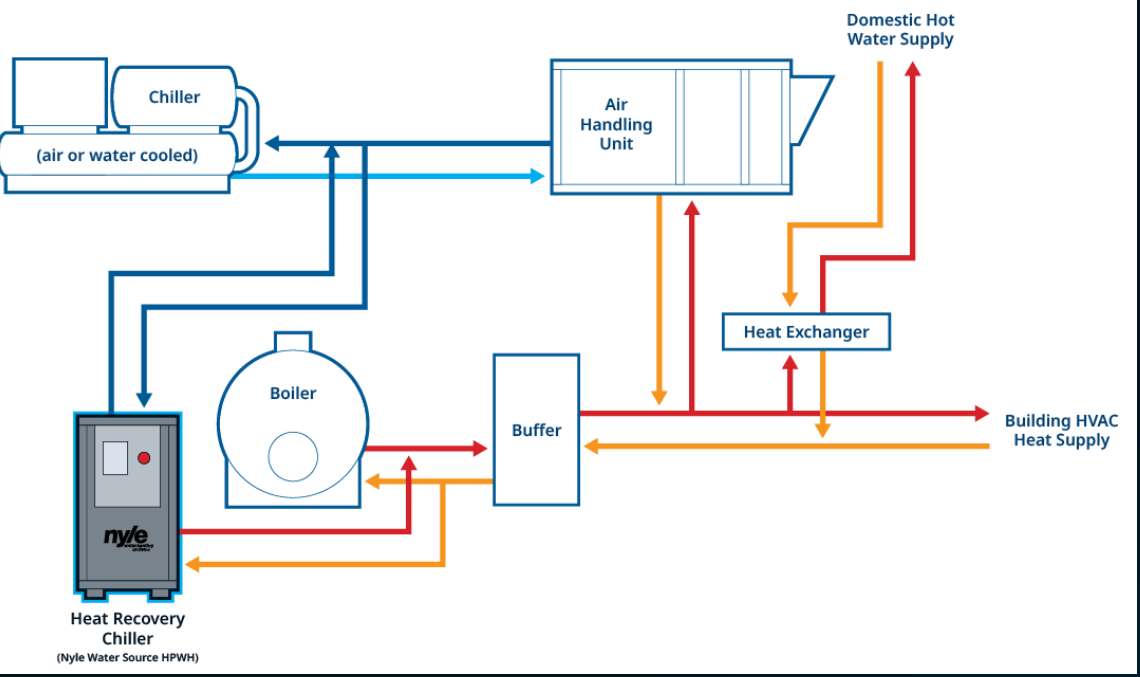 Domestic Hot
Water Supply
Chiller
(air or water cooled)
Air
Handling
Unit
Heat Exchanger
Boiler
Buffer
Building HVAC
Heat Supply
nyle
Heat Recovery
Chiller
(Nyle Water Source HPWH)